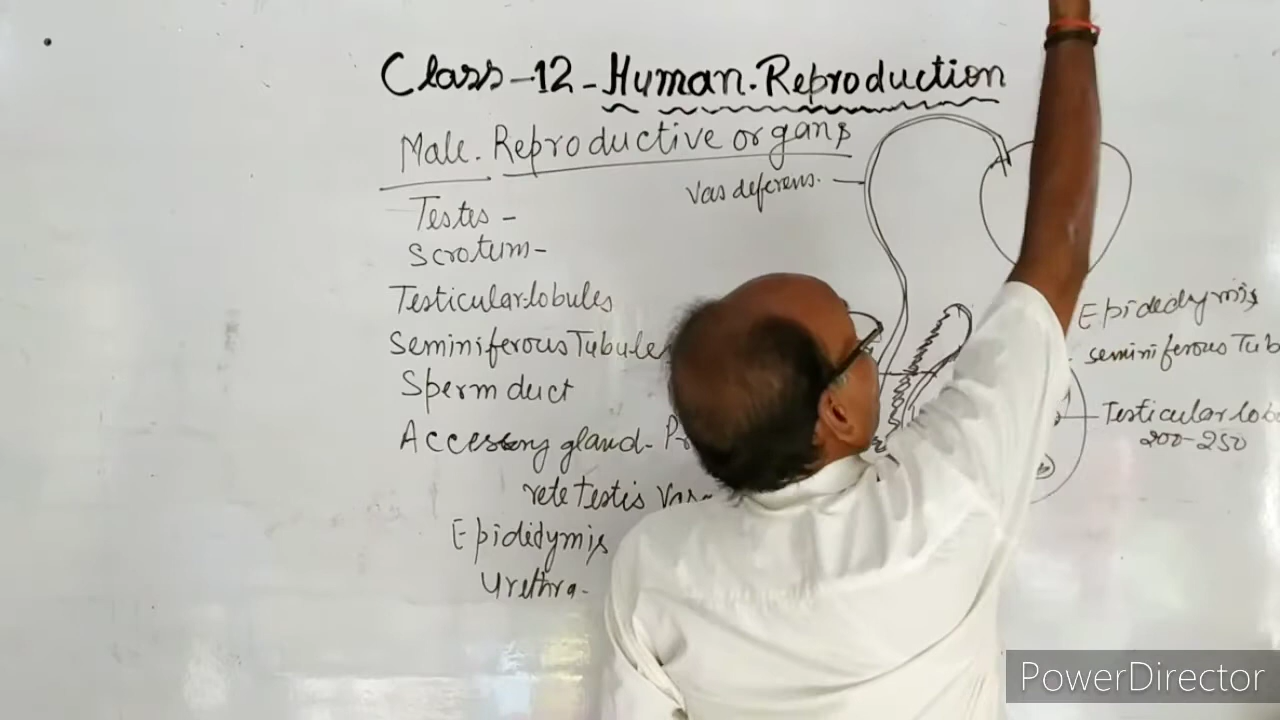 Class-12-Human.Reproduction
Male. Reproductive organs
Vas deferens.
Testes -
Scrotum-
Testicular lobules
Seminiferous Tubules
Sperm duct
Accessory gland-
rete testis
Epididymis
Urethra-
Epididymis
seminiferous Tub
Testicular lob
200-250
PowerDirector